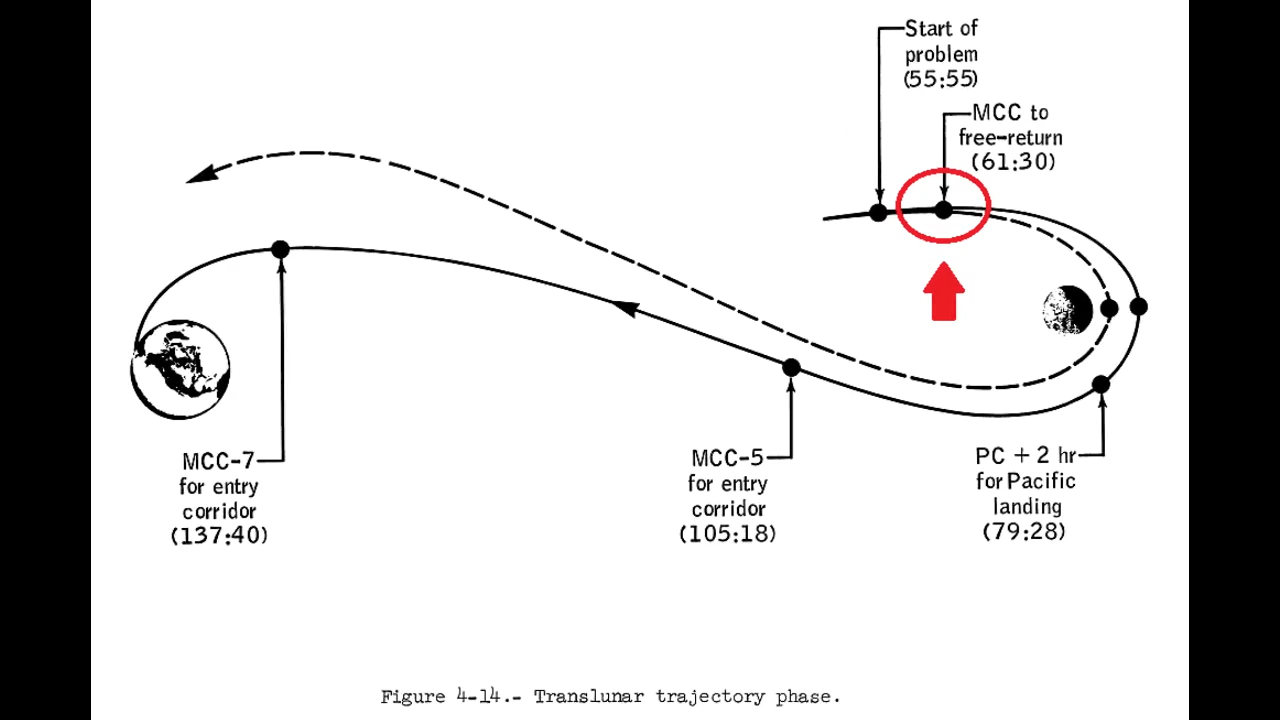 Start of
problem
(55:55)
MCC to
free-return
(61:30)
MCC-7
for entry
corridor
(137:40)
MCC-5
for entry
corridor
(105:18)
PC + 2 hr
for Pacific
landing
(79:28)
Figure 4-14.- Translunar trajectory phase.